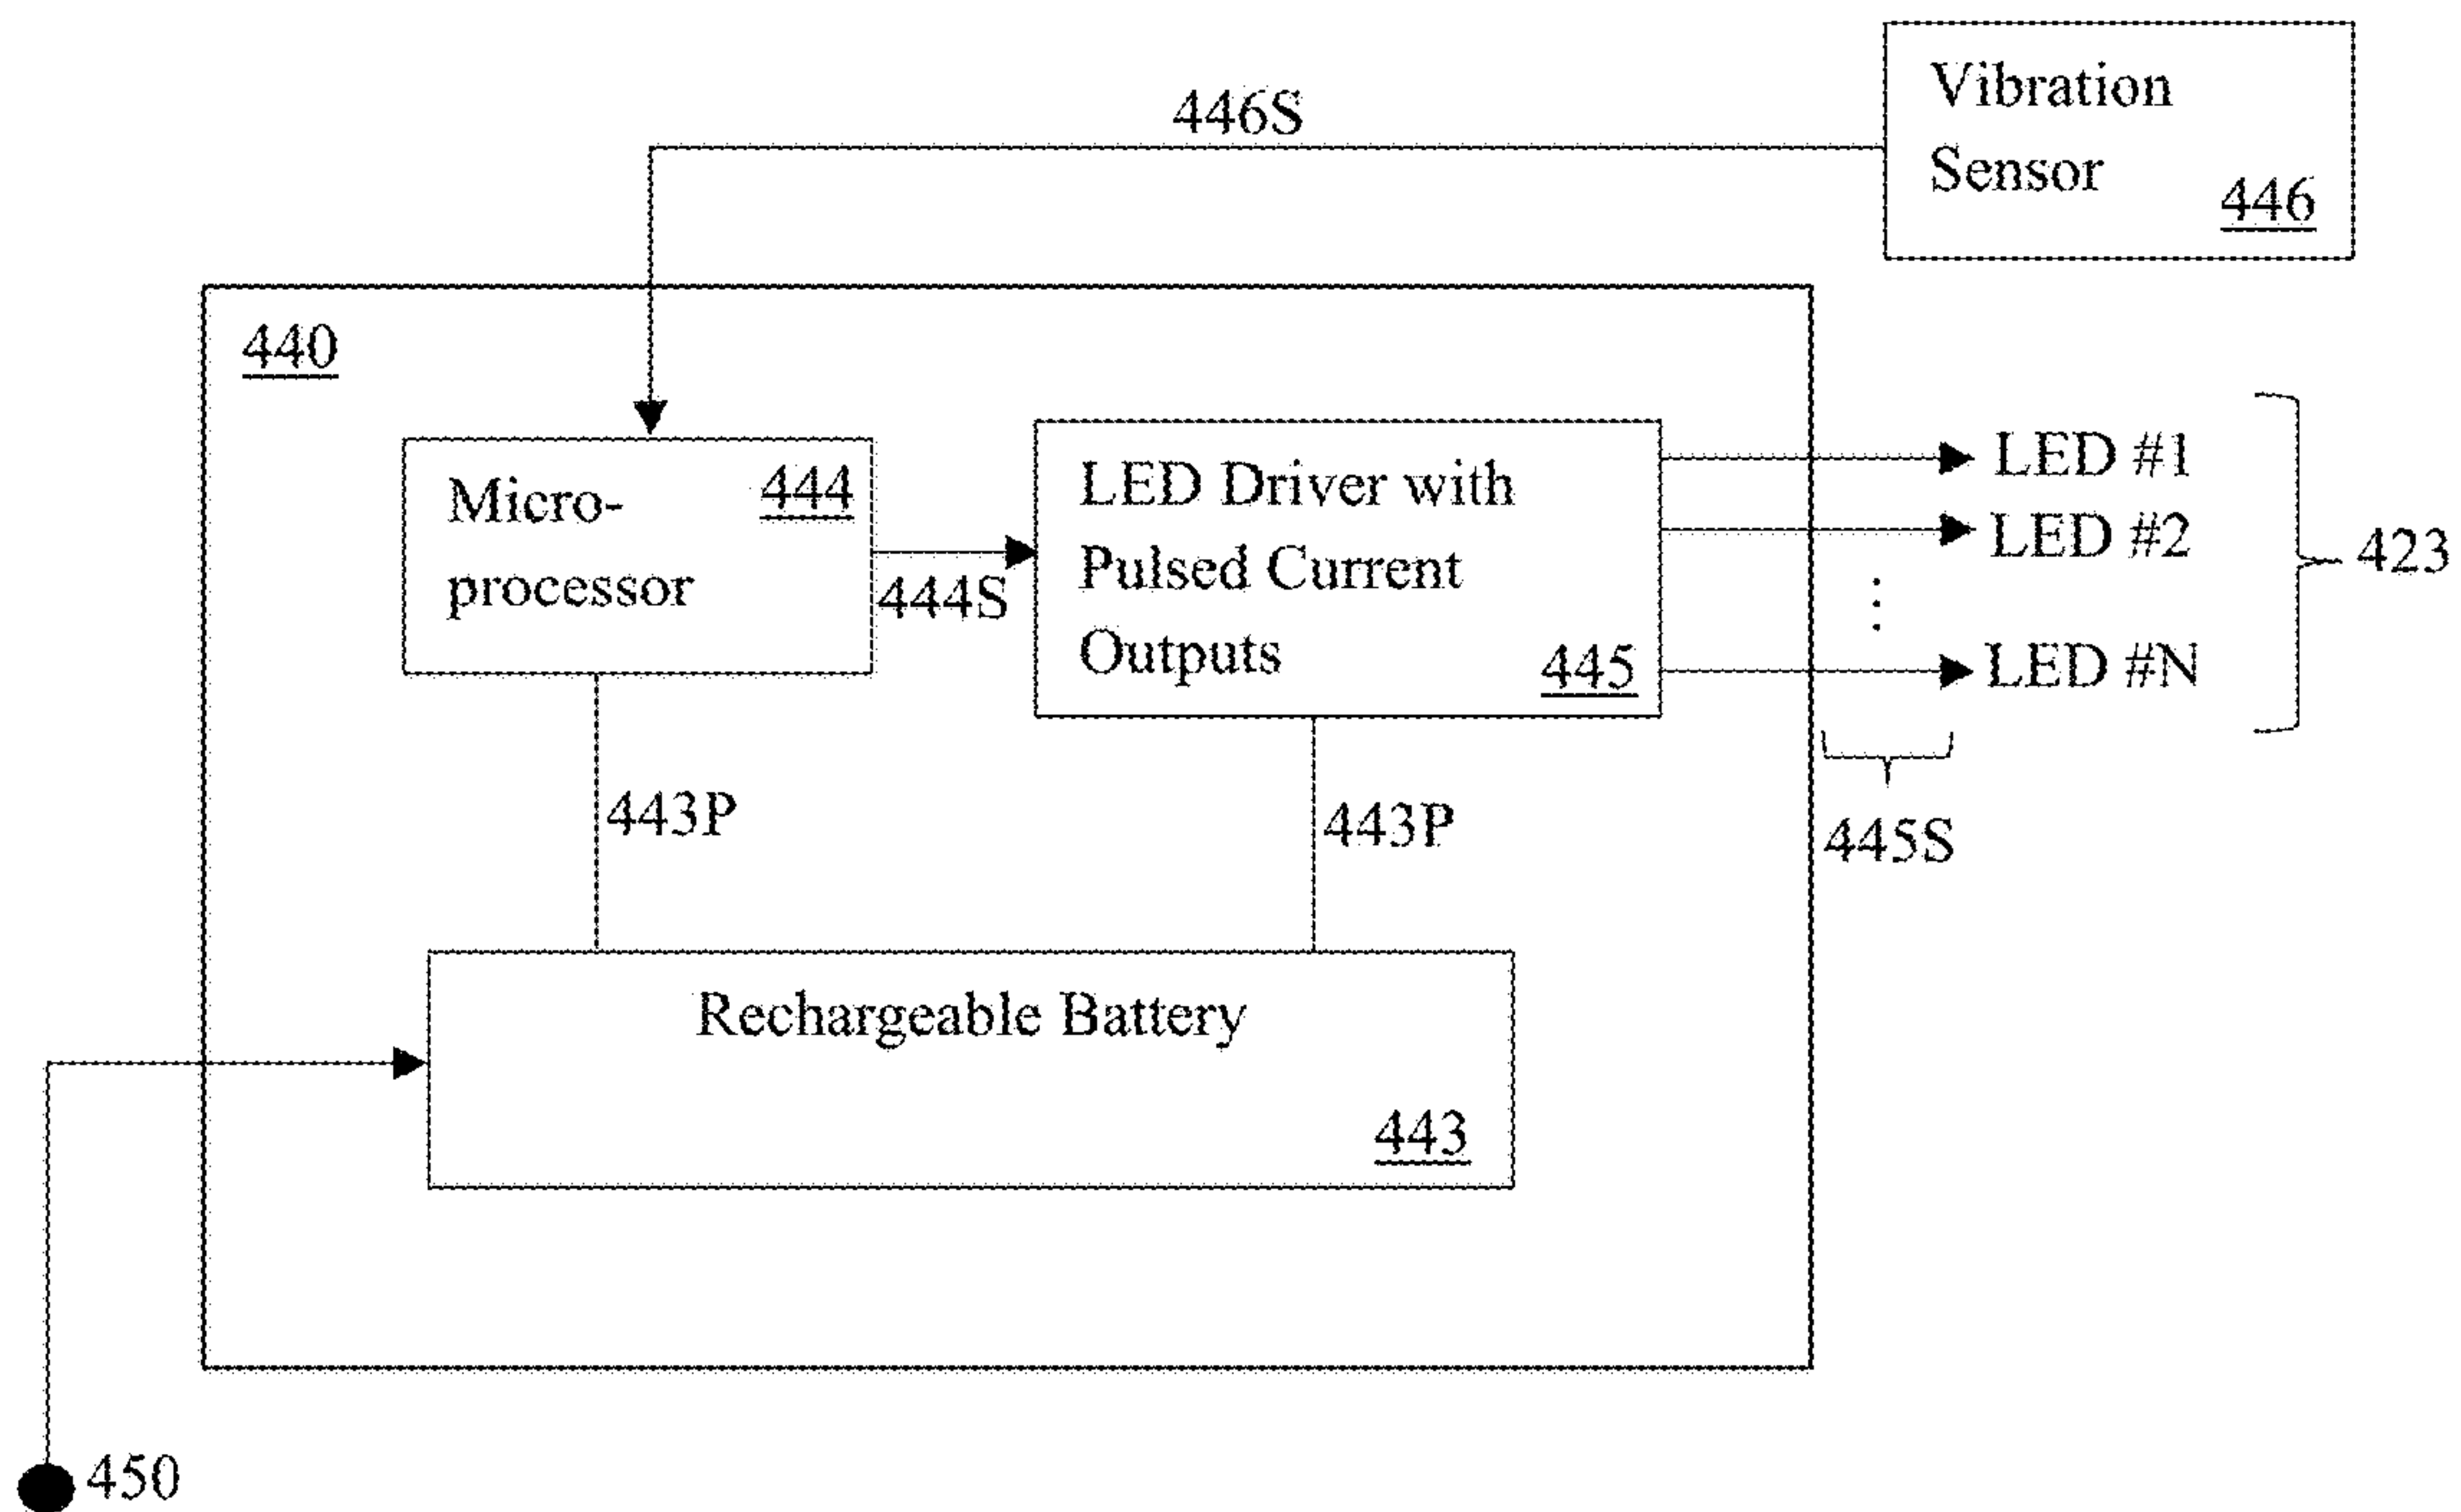 Vibration
Sensor
446
446S
440
Micro-
processor
444
444S
LED Driver with
Pulsed Current
Outputs
445
LED #1
LED #2
⋮
LED #N
423
445S
443P
443P
Rechargeable Battery
443
450